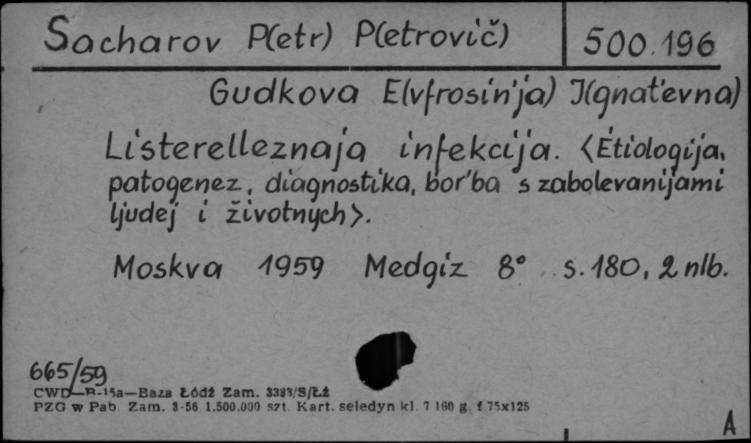 Sacharov P(etr) P(etrovič)
500.196
Gudkova E(vfrosin'ja) I(gnat'evna)
Listerelleznaja infekcija. <Ėtiologija,
patogenez, diagnostika, bor'ba s zabolevanijami
ljudej i životnych>.
Moskva 1959 Medgiz 8° s. 180, 2 nlb.
665/59
CWD—B-15a—Baza Łódź Zam. 3383/S/Łź
PZG w Pab. Zam. 3-56 1.500.000 szt. Kart. seledyn kl. 7 160 g. f.75x125
A